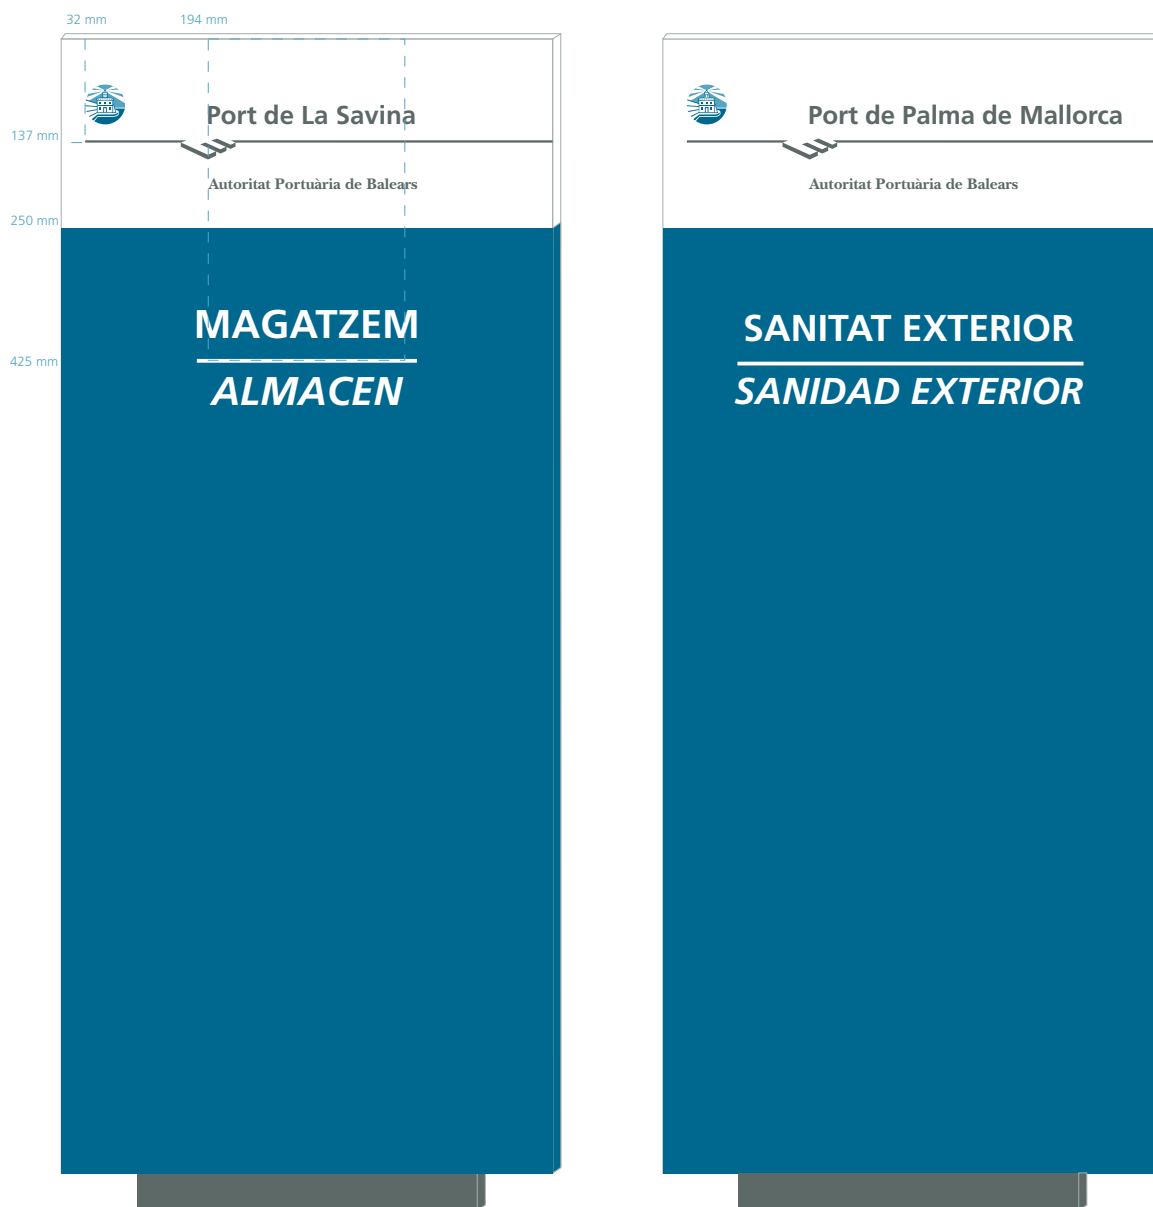 32 mm
194 mm
Port de La Savina
137 mm
Autoritat Portuària de Balears
250 mm
MAGATZEM
425 mm
ALMACEN
Port de Palma de Mallorca
Autoritat Portuària de Balears
SANITAT EXTERIOR
SANIDAD EXTERIOR